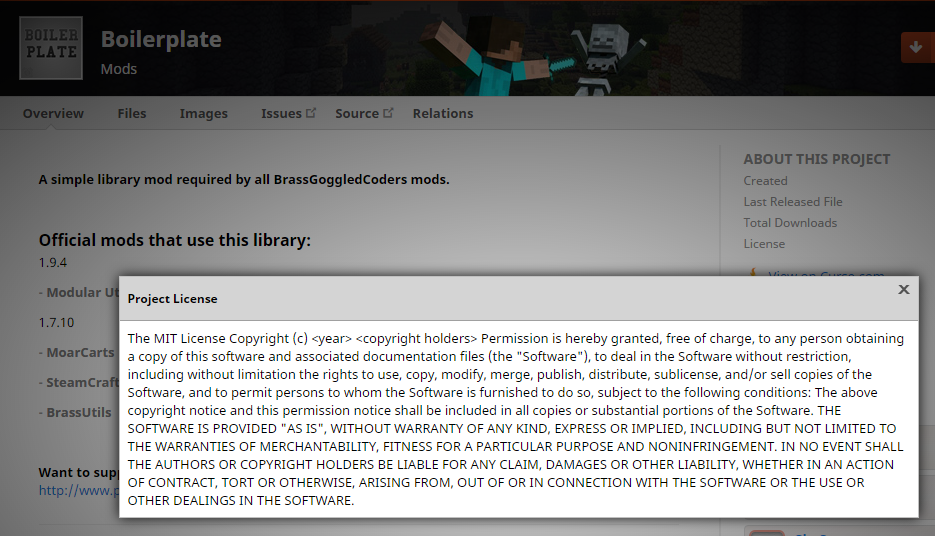 BOILER
PLATE
Boilerplate
Mods
Overview Files Images Issues Source Relations
A simple library mod required by all BrassGoggledCoders mods.
Official mods that use this library:
1.9.4
- Modular Ut
1.7.10
- MoarCarts
- SteamCraft
- BrassUtils
Want to supp
http://www.p
ABOUT THIS PROJECT
Created
Last Released File
Total Downloads
License
View on Curse.com
Project License
The MIT License Copyright (c) <year> <copyright holders> Permission is hereby granted, free of charge, to any person obtaining
a copy of this software and associated documentation files (the "Software"), to deal in the Software without restriction,
including without limitation the rights to use, copy, modify, merge, publish, distribute, sublicense, and/or sell copies of the
Software, and to permit persons to whom the Software is furnished to do so, subject to the following conditions: The above
copyright notice and this permission notice shall be included in all copies or substantial portions of the Software. THE
SOFTWARE IS PROVIDED "AS IS", WITHOUT WARRANTY OF ANY KIND, EXPRESS OR IMPLIED, INCLUDING BUT NOT LIMITED TO
THE WARRANTIES OF MERCHANTABILITY, FITNESS FOR A PARTICULAR PURPOSE AND NONINFRINGEMENT. IN NO EVENT SHALL
THE AUTHORS OR COPYRIGHT HOLDERS BE LIABLE FOR ANY CLAIM, DAMAGES OR OTHER LIABILITY, WHETHER IN AN ACTION
OF CONTRACT, TORT OR OTHERWISE, ARISING FROM, OUT OF OR IN CONNECTION WITH THE SOFTWARE OR THE USE OR
OTHER DEALINGS IN THE SOFTWARE.